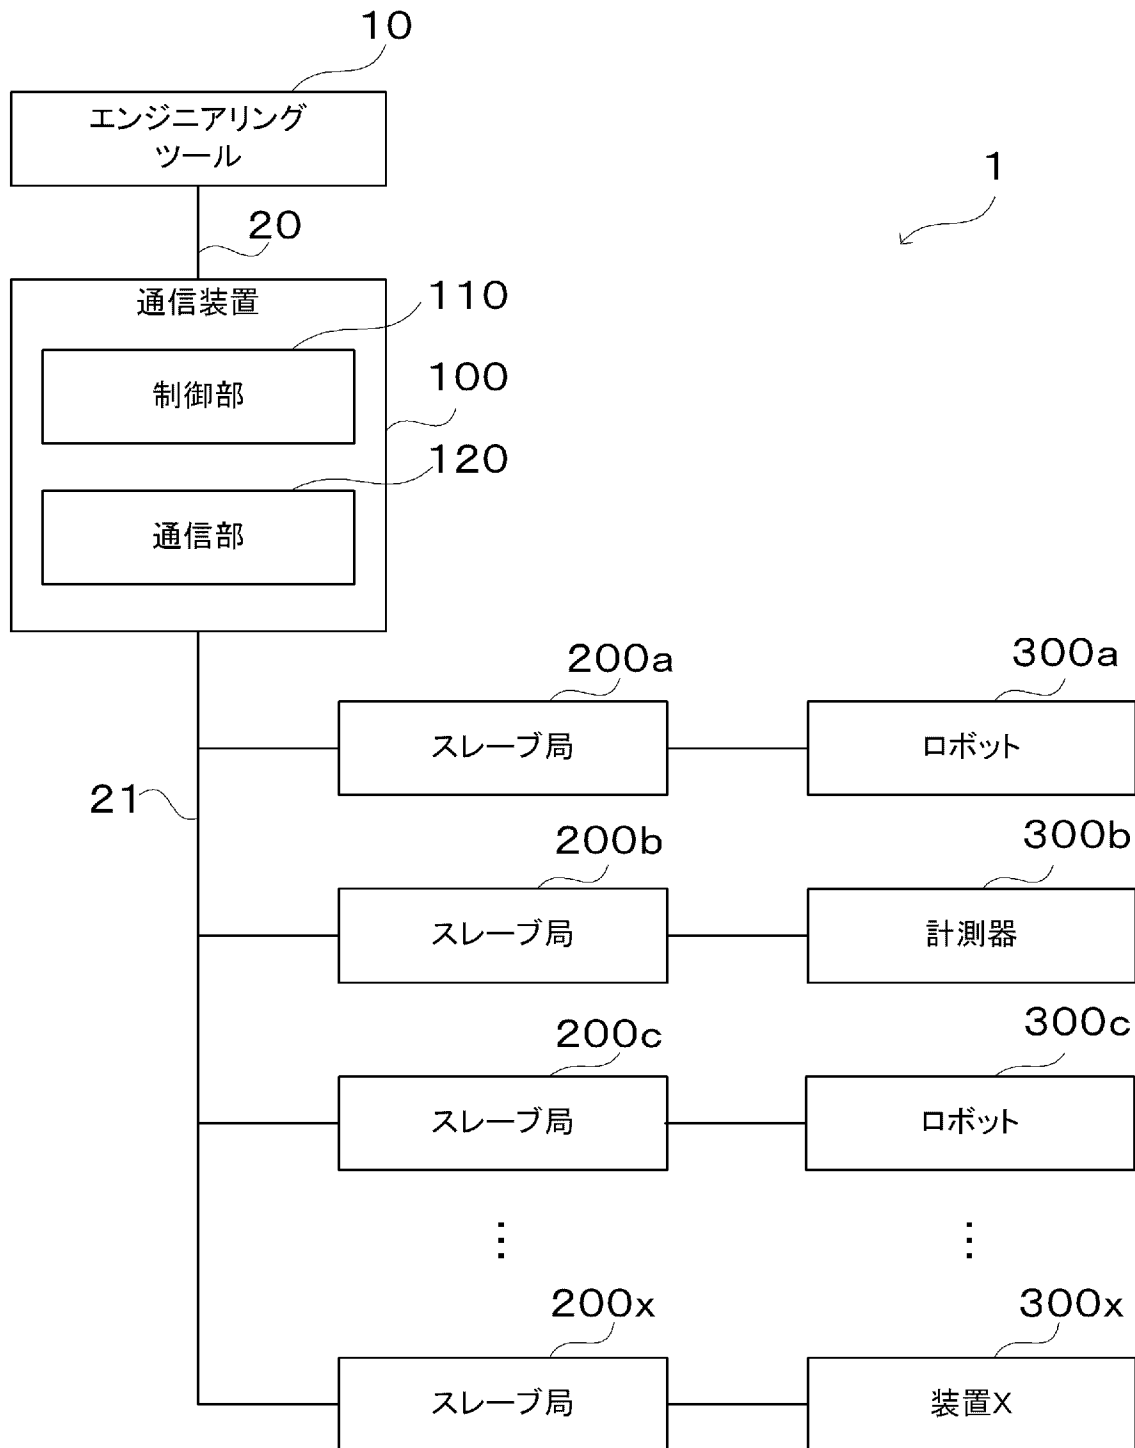 10
エンジニアリング
ツール
1
20
通信装置
110
制御部
100
120
通信部
200a
300a
スレーブ局
ロボット
21
200b
300b
スレーブ局
計測器
200c
300c
スレーブ局
ロボット
⋮
⋮
200x
300x
スレーブ局
装置X